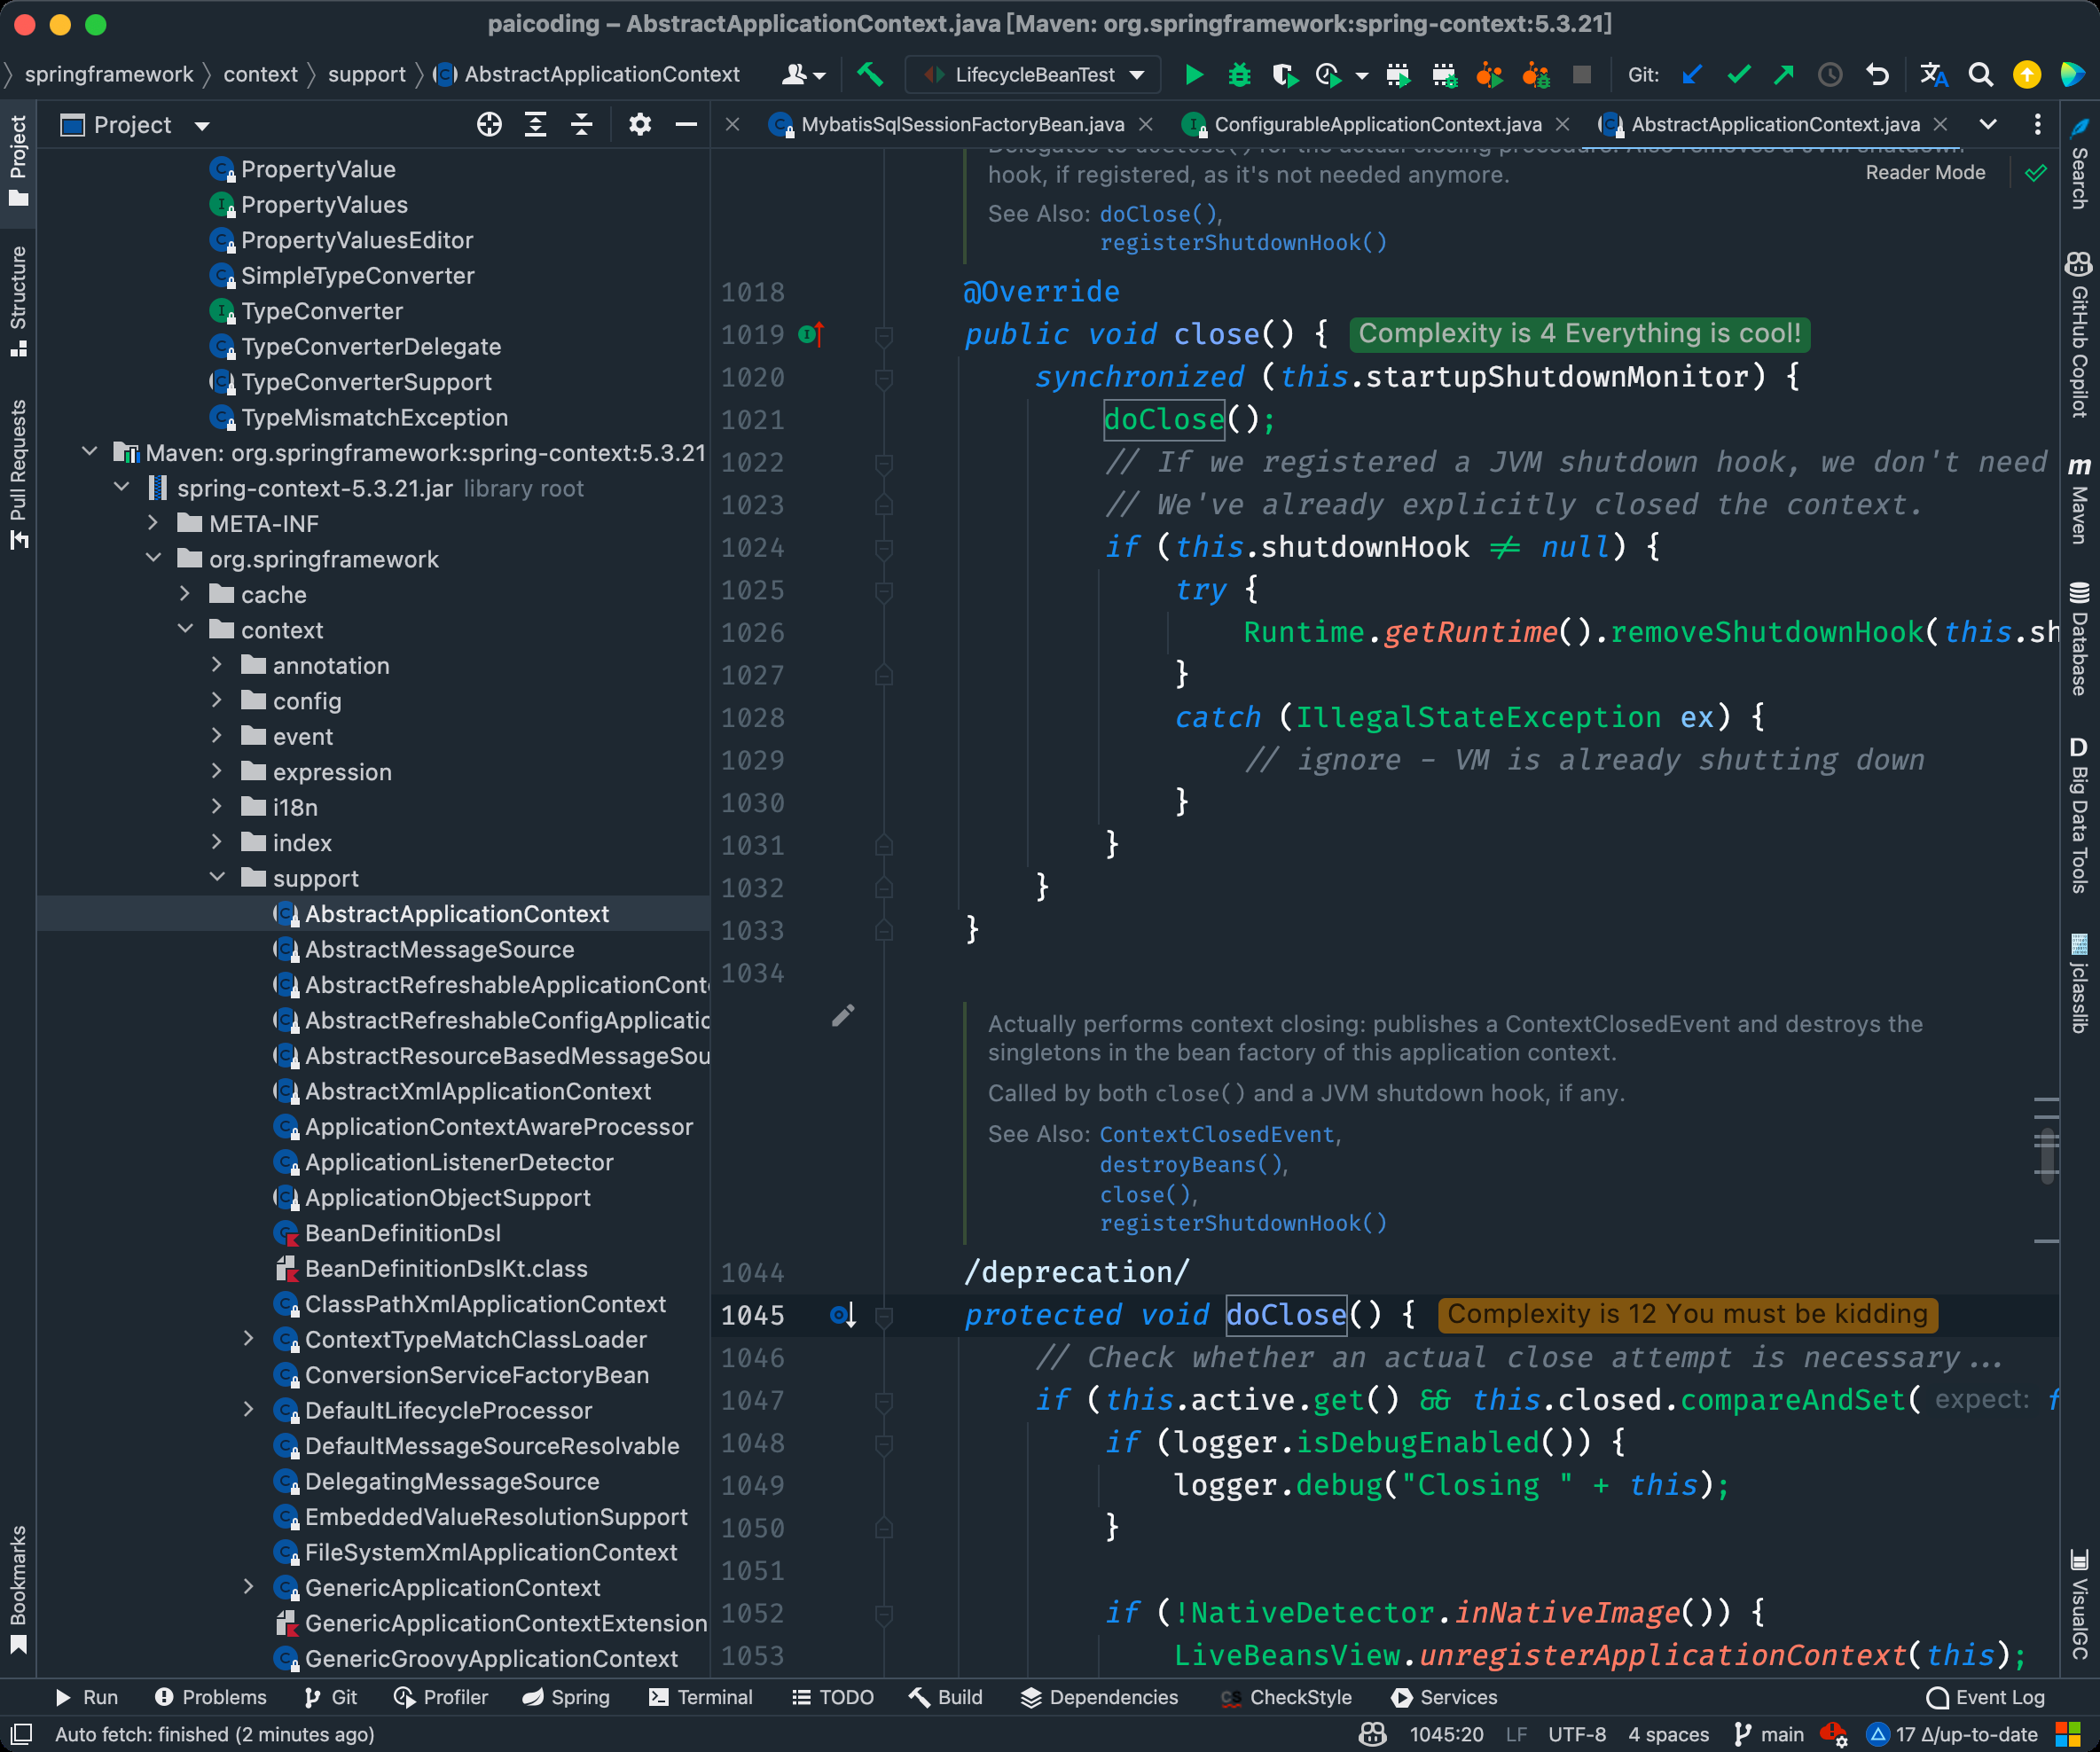 paicoding – AbstractApplicationContext.java [Maven: org.springframework:spring-context:5.3.21]
springframework
context
support
AbstractApplicationContext
LifecycleBeanTest
Git:
Project
MybatisSqlSessionFactoryBean.java
ConfigurableApplicationContext.java
AbstractApplicationContext.java
Project
Structure
Pull Requests
Bookmarks
PropertyValue
PropertyValues
PropertyValuesEditor
SimpleTypeConverter
TypeConverter
TypeConverterDelegate
TypeConverterSupport
TypeMismatchException
Maven: org.springframework:spring-context:5.3.21
spring-context-5.3.21.jar library root
META-INF
org.springframework
cache
context
annotation
config
event
expression
i18n
index
support
AbstractApplicationContext
AbstractMessageSource
AbstractRefreshableApplicationCont
AbstractRefreshableConfigApplicatic
AbstractResourceBasedMessageSou
AbstractXmlApplicationContext
ApplicationContextAwareProcessor
ApplicationListenerDetector
ApplicationObjectSupport
BeanDefinitionDsl
BeanDefinitionDslKt.class
ClassPathXmlApplicationContext
ContextTypeMatchClassLoader
ConversionServiceFactoryBean
DefaultLifecycleProcessor
DefaultMessageSourceResolvable
DelegatingMessageSource
EmbeddedValueResolutionSupport
FileSystemXmlApplicationContext
GenericApplicationContext
GenericApplicationContextExtension
GenericGroovyApplicationContext
Delegates to doClose() for the actual closing procedure. Also removes a JVM shutdown
hook, if registered, as it's not needed anymore.
Reader Mode
See Also: doClose(),
registerShutdownHook()
1018 @Override
1019 public void close() { Complexity is 4 Everything is cool!
1020 synchronized (this.startupShutdownMonitor) {
1021 doClose();
1022 // If we registered a JVM shutdown hook, we don't need
1023 // We've already explicitly closed the context.
1024 if (this.shutdownHook ≠ null) {
1025 try {
1026 Runtime.getRuntime().removeShutdownHook(this.sh
1027 }
1028 catch (IllegalStateException ex) {
1029 // ignore - VM is already shutting down
1030 }
1031 }
1032 }
1033 }
1034
Actually performs context closing: publishes a ContextClosedEvent and destroys the
singletons in the bean factory of this application context.
Called by both close() and a JVM shutdown hook, if any.
See Also: ContextClosedEvent,
destroyBeans(),
close(),
registerShutdownHook()
1044 /deprecation/
1045 protected void doClose() { Complexity is 12 You must be kidding
1046 // Check whether an actual close attempt is necessary...
1047 if (this.active.get() && this.closed.compareAndSet( expect: f
1048 if (logger.isDebugEnabled()) {
1049 logger.debug("Closing " + this);
1050 }
1051
1052 if (!NativeDetector.inNativeImage()) {
1053 LiveBeansView.unregisterApplicationContext(this);
Search
GitHub Copilot
m Maven
Database
D Big Data Tools
jclasslib
VisualGC
Run
Problems
Git
Profiler
Spring
Terminal
TODO
Build
Dependencies
CS CheckStyle
Services
Event Log
Auto fetch: finished (2 minutes ago)
1045:20
LF
UTF-8
4 spaces
main
17 Δ/up-to-date